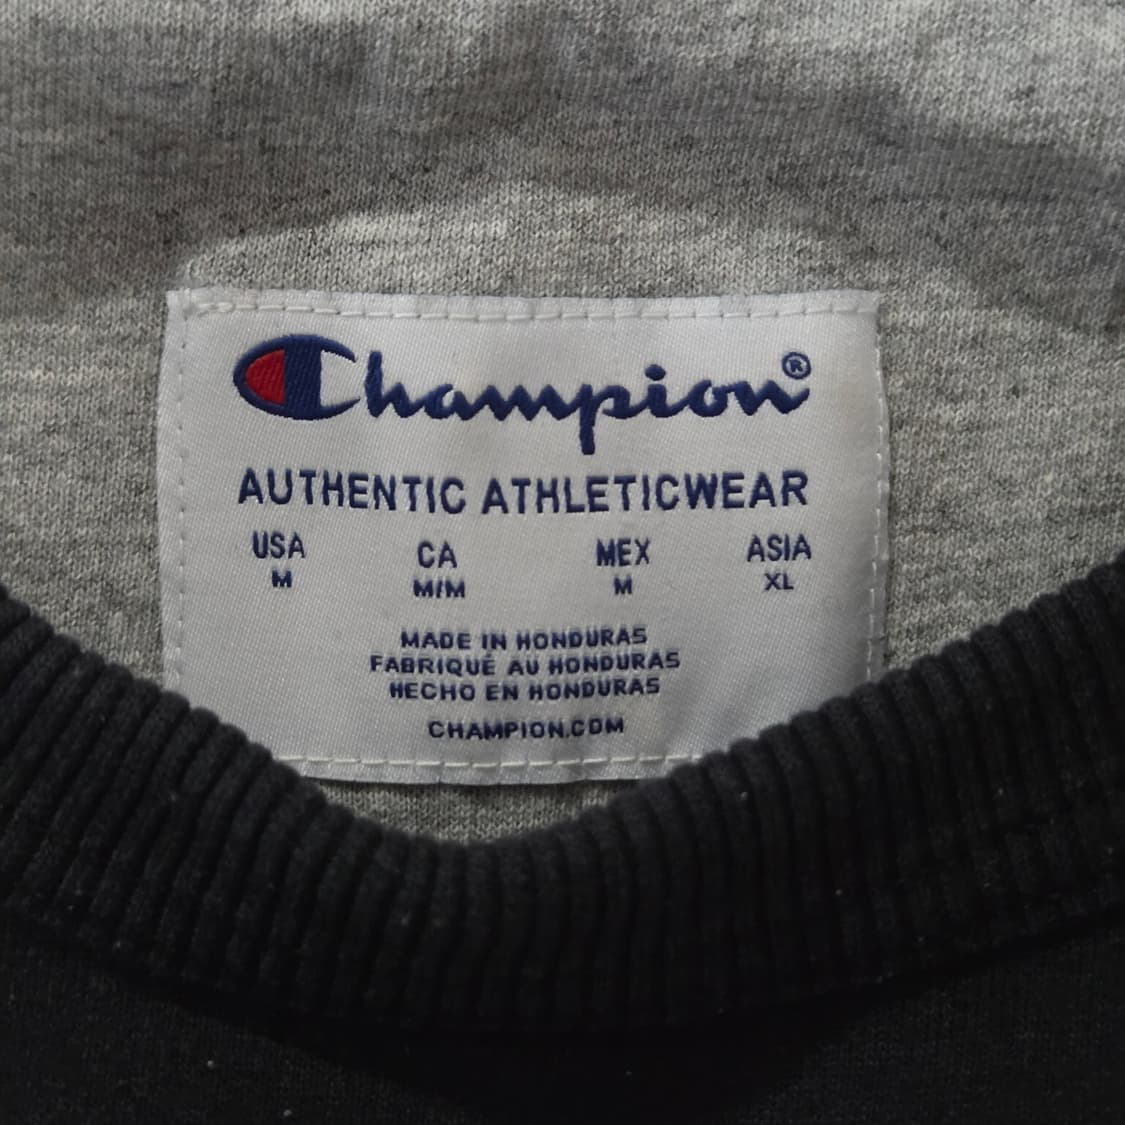 Champion®
AUTHENTIC ATHLETICWEAR
USA CA MEX ASIA
M M/M M XL
MADE IN HONDURAS
FABRIQUÉ AU HONDURAS
HECHO EN HONDURAS
CHAMPION.COM